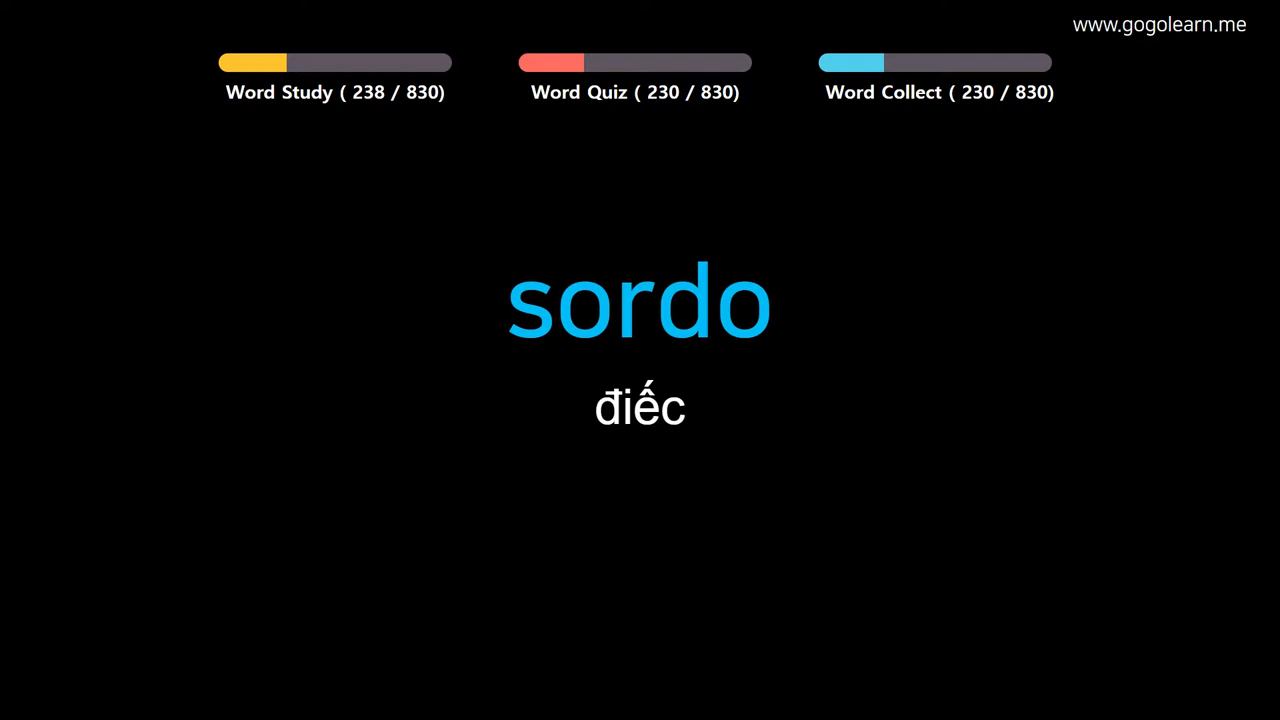 www.gogolearn.me
Word Study ( 238 / 830)
Word Quiz ( 230 / 830)
Word Collect ( 230 / 830)
sordo
điếc